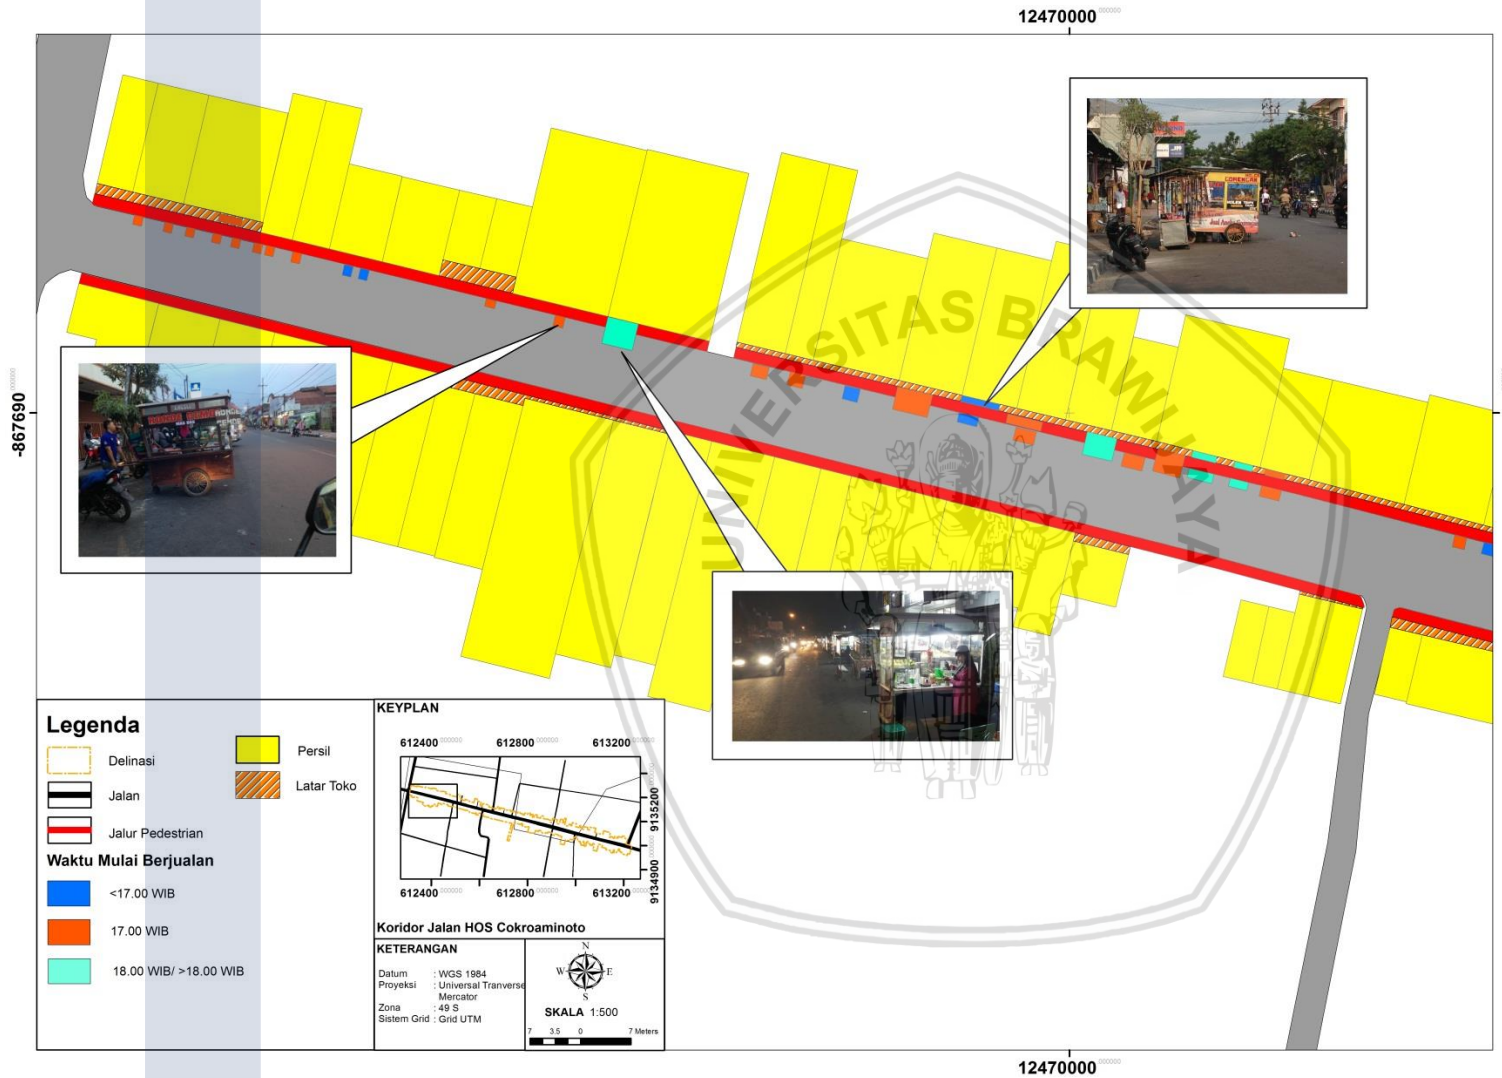 12470000
-867690
UNIVERSITAS BRAWIJAYA
COMENLAR
Legenda
Delinasi
Jalan
Jalur Pedestrian
Persil
Latar Toko
Waktu Mulai Berjualan
<17.00 WIB
17.00 WIB
18.00 WIB/ >18.00 WIB
KEYPLAN
612400 612800 613200
9135200
9134900
612400 612800 613200
Koridor Jalan HOS Cokroaminoto
KETERANGAN
Datum : WGS 1984
Proyeksi : Universal Tranverse
Mercator
Zona : 49 S
Sistem Grid : Grid UTM
N
W E
S
SKALA 1:500
7 3.5 0 7 Meters
12470000